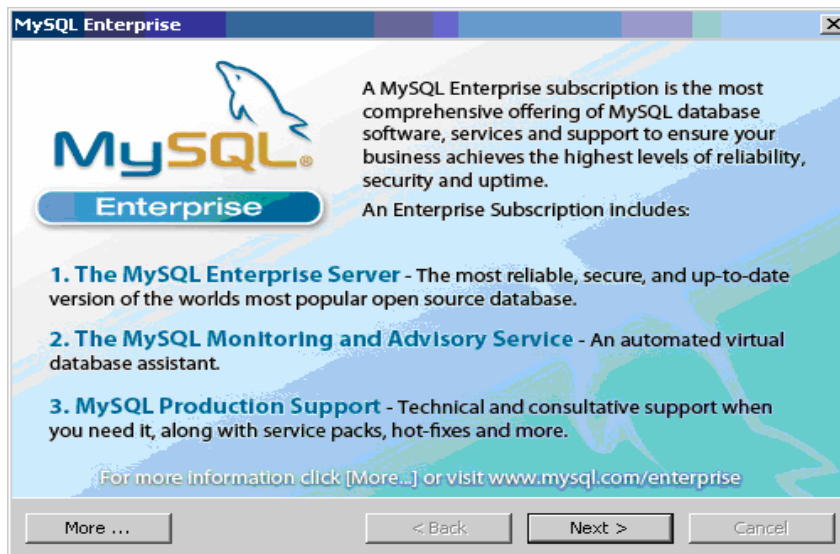 MySQL Enterprise
A MySQL Enterprise subscription is the most
comprehensive offering of MySQL database
software, services and support to ensure your
business achieves the highest levels of reliability,
security and uptime.
An Enterprise Subscription includes:
MySQL®
Enterprise
1. The MySQL Enterprise Server - The most reliable, secure, and up-to-date
version of the worlds most popular open source database.
2. The MySQL Monitoring and Advisory Service - An automated virtual
database assistant.
3. MySQL Production Support - Technical and consultative support when
you need it, along with service packs, hot-fixes and more.
For more information click [More...] or visit www.mysql.com/enterprise
More ...
< Back
Next >
Cancel